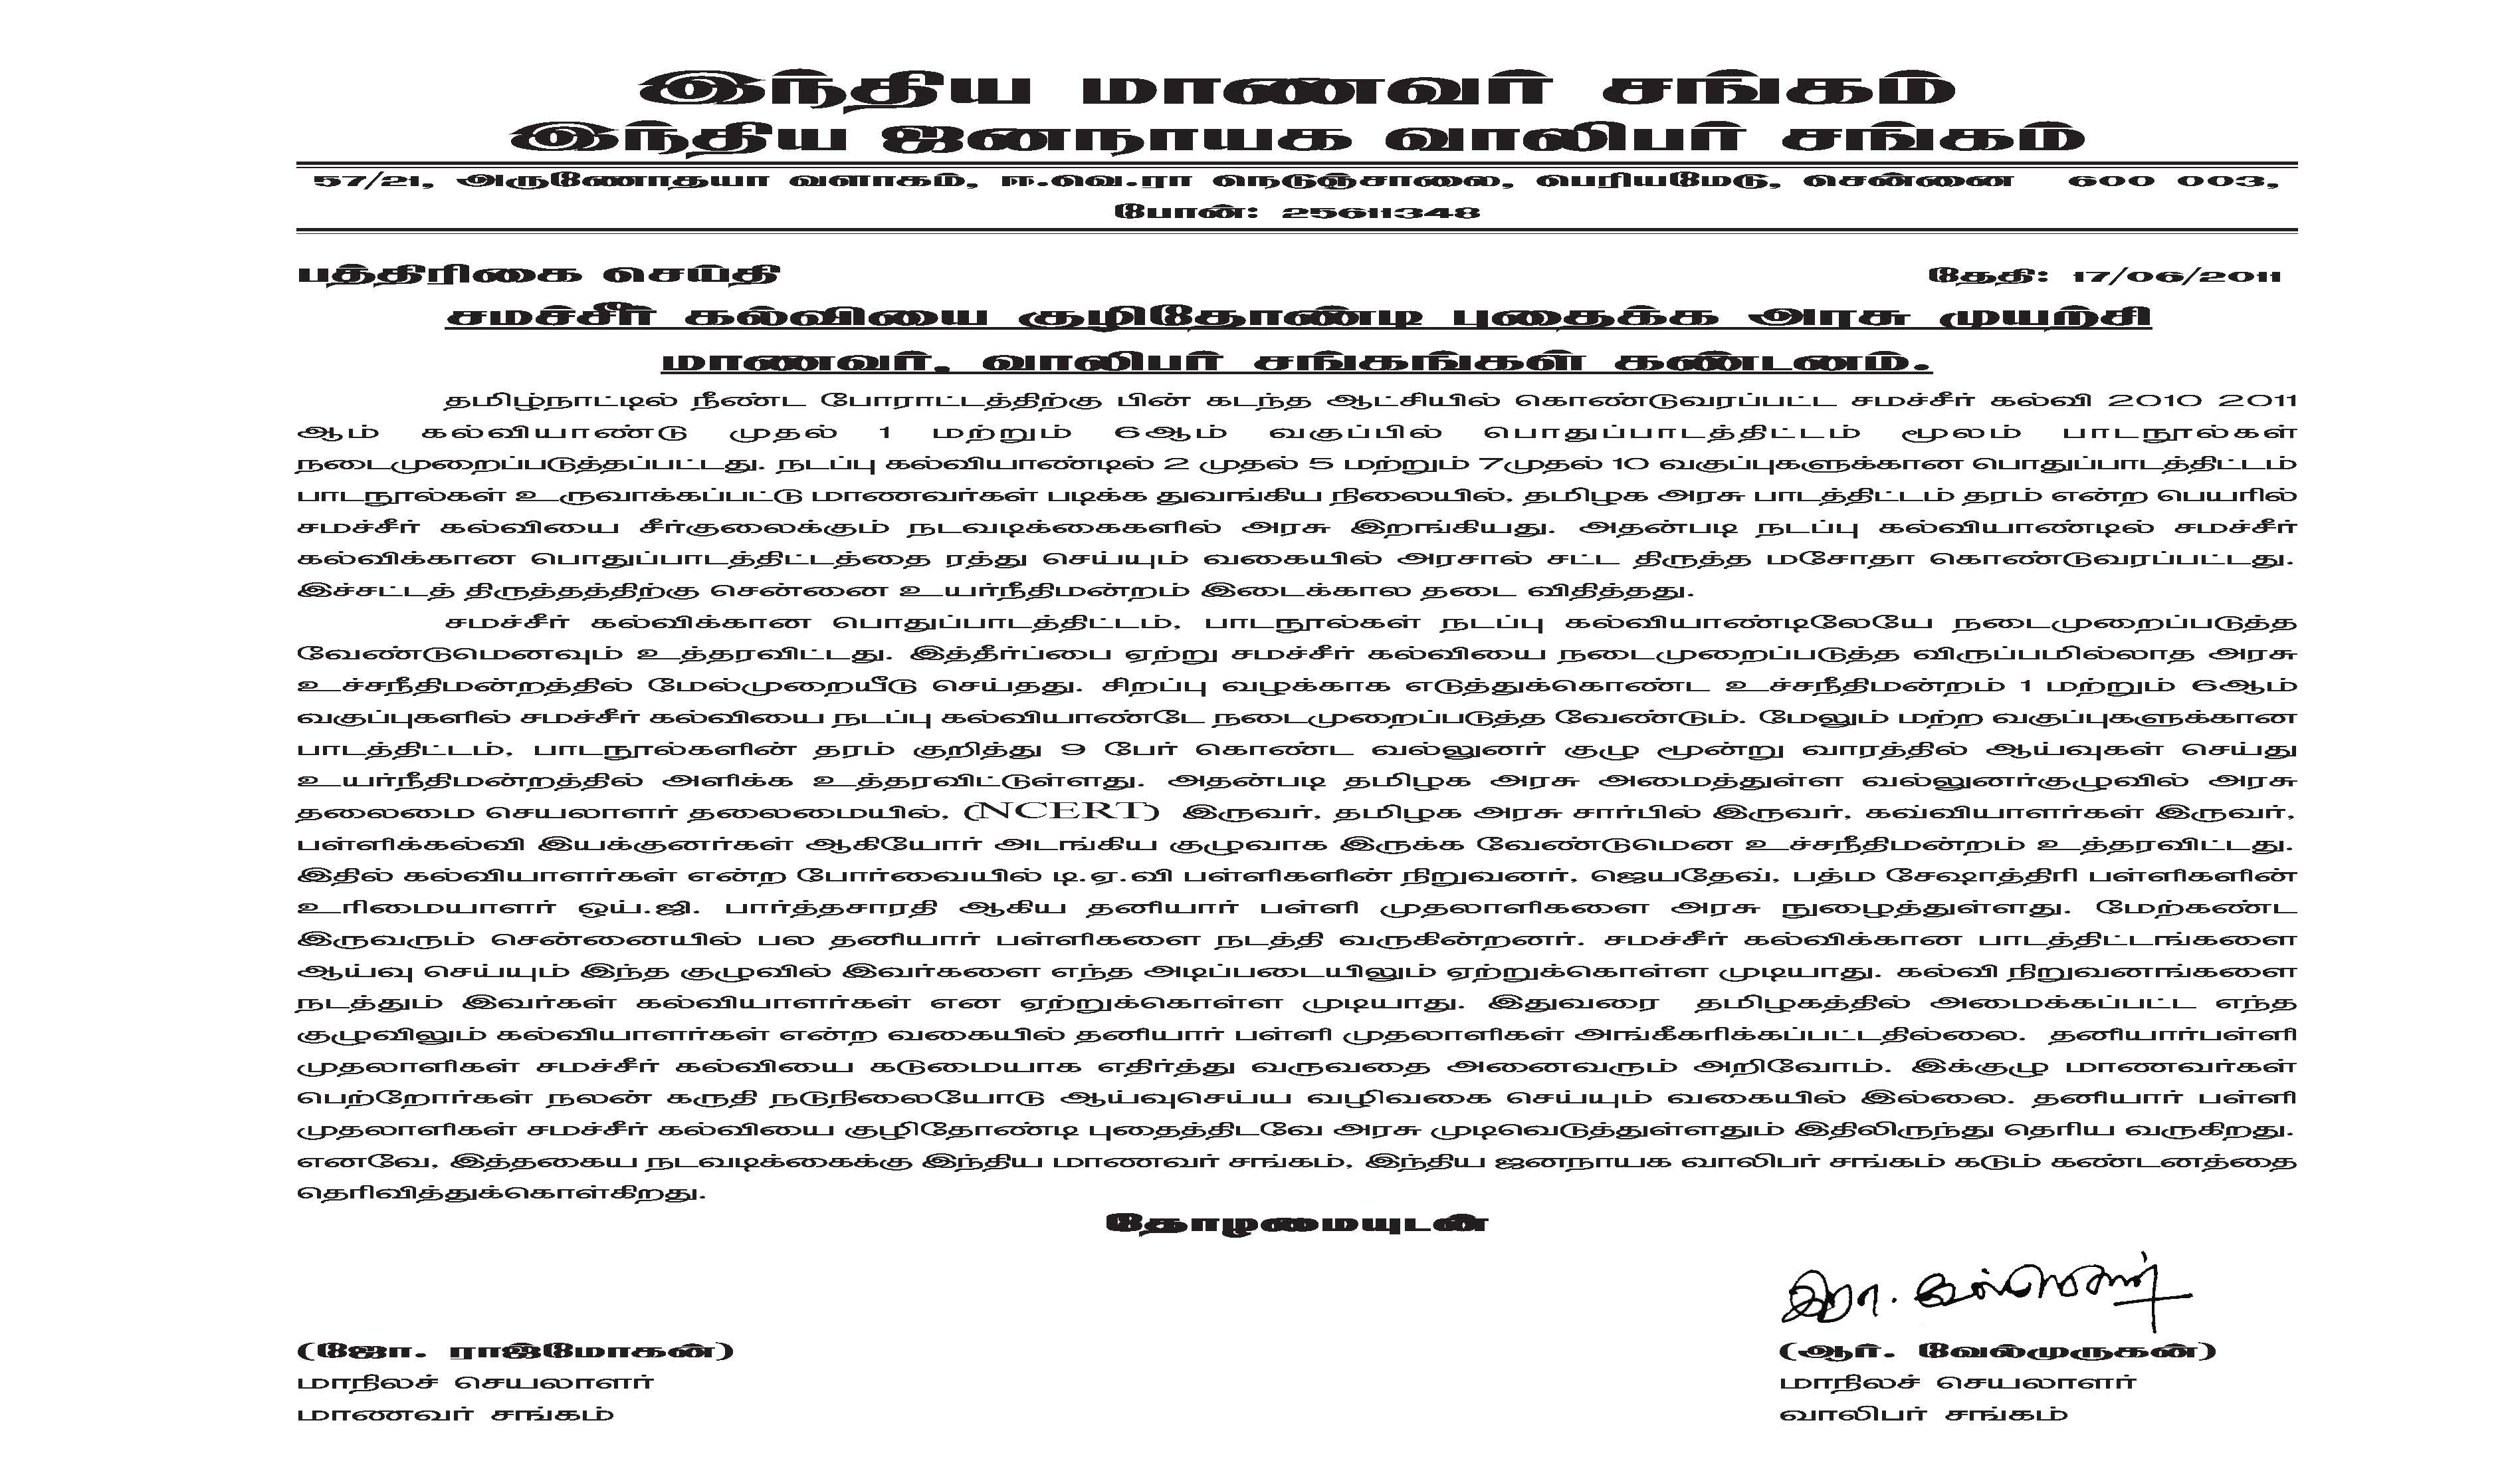 இந்திய மாணவர் சங்கம்
இந்திய ஜனநாயக வாலிபர் சங்கம்
57/21, அருணோதயா வளாகம், ஈ.வெ.ரா நெடுஞ்சாலை, பெரியமேடு, சென்னை 600 003,
போன்: 25611348
பத்திரிகை செய்தி தேதி: 17/06/2011
சமச்சீர் கல்வியை குழிதோண்டி புதைக்க அரசு முயற்சி
மாணவர், வாலிபர் சங்கங்கள் கண்டனம்.
தமிழ்நாட்டில் நீண்ட போராட்டத்திற்கு பின் கடந்த ஆட்சியில் கொண்டுவரப்பட்ட சமச்சீர் கல்வி 2010 2011
ஆம் கல்வியாண்டு முதல் 1 மற்றும் 6ஆம் வகுப்பில் பொதுப்பாடத்திட்டம் மூலம் பாடநூல்கள்
நடைமுறைப்படுத்தப்பட்டது. நடப்பு கல்வியாண்டில் 2 முதல் 5 மற்றும் 7முதல் 10 வகுப்புகளுக்கான பொதுப்பாடத்திட்டம்
பாடநூல்கள் உருவாக்கப்பட்டு மாணவர்கள் படிக்க துவங்கிய நிலையில், தமிழக அரசு பாடத்திட்டம் தரம் என்ற பெயரில்
சமச்சீர் கல்வியை சீர்குலைக்கும் நடவடிக்கைகளில் அரசு இறங்கியது. அதன்படி நடப்பு கல்வியாண்டில் சமச்சீர்
கல்விக்கான பொதுப்பாடத்திட்டத்தை ரத்து செய்யும் வகையில் அரசால் சட்ட திருத்த மசோதா கொண்டுவரப்பட்டது.
இச்சட்டத் திருத்தத்திற்கு சென்னை உயர்நீதிமன்றம் இடைக்கால தடை விதித்தது.
சமச்சீர் கல்விக்கான பொதுப்பாடத்திட்டம், பாடநூல்கள் நடப்பு கல்வியாண்டிலேயே நடைமுறைப்படுத்த
வேண்டுமெனவும் உத்தரவிட்டது. இத்தீர்ப்பை ஏற்று சமச்சீர் கல்வியை நடைமுறைப்படுத்த விருப்பமில்லாத அரசு
உச்சநீதிமன்றத்தில் மேல்முறையீடு செய்தது. சிறப்பு வழக்காக எடுத்துக்கொண்ட உச்சநீதிமன்றம் 1 மற்றும் 6ஆம்
வகுப்புகளில் சமச்சீர் கல்வியை நடப்பு கல்வியாண்டே நடைமுறைப்படுத்த வேண்டும். மேலும் மற்ற வகுப்புகளுக்கான
பாடத்திட்டம், பாடநூல்களின் தரம் குறித்து 9 பேர் கொண்ட வல்லுனர் குழு மூன்று வாரத்தில் ஆய்வுகள் செய்து
உயர்நீதிமன்றத்தில் அளிக்க உத்தரவிட்டுள்ளது. அதன்படி தமிழக அரசு அமைத்துள்ள வல்லுனர்குழுவில் அரசு
தலைமை செயலாளர் தலைமையில், (NCERT) இருவர், தமிழக அரசு சார்பில் இருவர், கவ்வியாளர்கள் இருவர்,
பள்ளிக்கல்வி இயக்குனர்கள் ஆகியோர் அடங்கிய குழுவாக இருக்க வேண்டுமென உச்சநீதிமன்றம் உத்தரவிட்டது.
இதில் கல்வியாளர்கள் என்ற போர்வையில் டி.ஏ.வி பள்ளிகளின் நிறுவனர், ஜெயதேவ், பத்ம சேஷாத்திரி பள்ளிகளின்
உரிமையாளர் ஒய்.ஜி. பார்த்தசாரதி ஆகிய தனியார் பள்ளி முதலாளிகளை அரசு நுழைத்துள்ளது. மேற்கண்ட
இருவரும் சென்னையில் பல தனியார் பள்ளிகளை நடத்தி வருகின்றனர். சமச்சீர் கல்விக்கான பாடத்திட்டங்களை
ஆய்வு செய்யும் இந்த குழுவில் இவர்களை எந்த அடிப்படையிலும் ஏற்றுக்கொள்ள முடியாது. கல்வி நிறுவனங்களை
நடத்தும் இவர்கள் கல்வியாளர்கள் என ஏற்றுக்கொள்ள முடியாது. இதுவரை தமிழகத்தில் அமைக்கப்பட்ட எந்த
குழுவிலும் கல்வியாளர்கள் என்ற வகையில் தனியார் பள்ளி முதலாளிகள் அங்கீகரிக்கப்பட்டதில்லை. தனியார்பள்ளி
முதலாளிகள் சமச்சீர் கல்வியை கடுமையாக எதிர்த்து வருவதை அனைவரும் அறிவோம். இக்குழு மாணவர்கள்
பெற்றோர்கள் நலன் கருதி நடுநிலையோடு ஆய்வுசெய்ய வழிவகை செய்யும் வகையில் இல்லை. தனியார் பள்ளி
முதலாளிகள் சமச்சீர் கல்வியை குழிதோண்டி புதைத்திடவே அரசு முடிவெடுத்துள்ளதும் இதிலிருந்து தெரிய வருகிறது.
எனவே, இத்தகைய நடவடிக்கைக்கு இந்திய மாணவர் சங்கம், இந்திய ஜனநாயக வாலிபர் சங்கம் கடும் கண்டனத்தை
தெரிவித்துக்கொள்கிறது.
தோழமையுடன்
(ஜோ. ராஜ்மோகன்) (ஆர். வேல்முருகன்)
மாநிலச் செயலாளர் மாநிலச் செயலாளர்
மாணவர் சங்கம் வாலிபர் சங்கம்